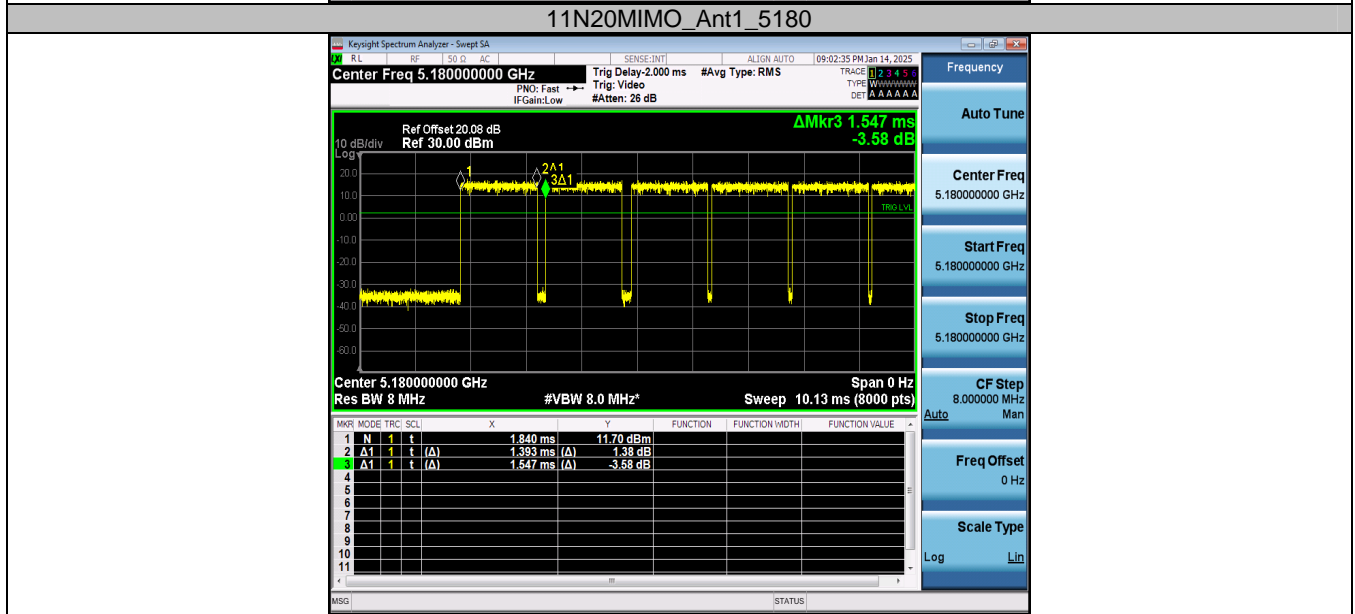 11N20MIMO_Ant1_5180
Keysight Spectrum Analyzer - Swept SA
LXI RL RF 50 Ω AC SENSE:INT ALIGN AUTO 09:02:35 PM Jan 14, 2025
Center Freq 5.180000000 GHz
PNO: Fast
IFGain:Low
Trig Delay-2.000 ms
Trig: Video
#Atten: 26 dB
#Avg Type: RMS
TRACE 1 2 3 4 5 6
TYPE WWWWWW
DET A A A A A A
Frequency
Auto Tune
Center Freq
5.180000000 GHz
Start Freq
5.180000000 GHz
Stop Freq
5.180000000 GHz
CF Step
8.000000 MHz
Auto Man
Freq Offset
0 Hz
Scale Type
Log Lin
ΔMkr3 1.547 ms
-3.58 dB
Ref Offset 20.08 dB
10 dB/div Ref 30.00 dBm
Log
20.0
10.0
0.00
-10.0
-20.0
-30.0
-40.0
-50.0
-60.0
1
2Δ1
3Δ1
TRIG LVL
Center 5.180000000 GHz Span 0 Hz
Res BW 8 MHz #VBW 8.0 MHz* Sweep 10.13 ms (8000 pts)
MKR MODE TRC SCL X Y FUNCTION FUNCTION WIDTH FUNCTION VALUE
1 N 1 t 1.840 ms 11.70 dBm
2 Δ1 1 t (Δ) 1.393 ms (Δ) 1.38 dB
3 Δ1 1 t (Δ) 1.547 ms (Δ) -3.58 dB
4
5
6
7
8
9
10
11
MSG STATUS